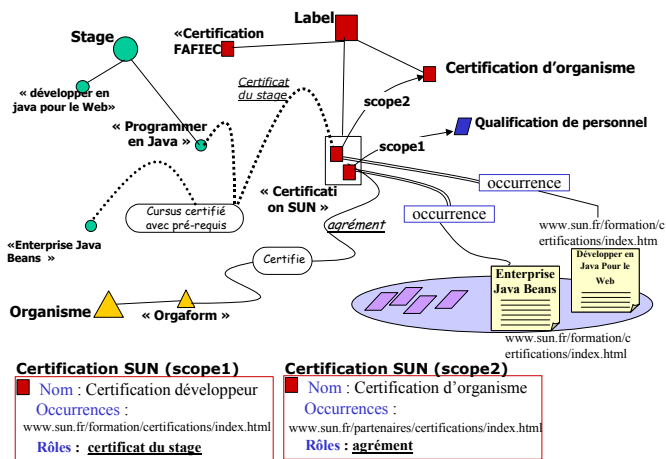 Label
Stage
«Certification
FAFIEC
Certification d'organisme
Certificat
du stage
« développer en
java pour le Web»
scope2
« Programmer
en Java »
Qualification de personnel
scope1
occurrence
« Certificati
on SUN »
Cursus certifié
avec pré-requis
occurrence
agrément
www.sun.fr/formation/c
ertifications/index.htm
«Enterprise Java
Beans »
Certifie
Développer en
Java Pour le
Web
Enterprise
Java Beans
Organisme
« Orgaform »
www.sun.fr/formation/c
ertifications/index.html
Certification SUN (scope1)
Nom : Certification développeur
Occurrences :
www.sun.fr/formation/certifications/index.html
Rôles : certificat du stage
Certification SUN (scope2)
Nom : Certification d'organisme
Occurrences :
www.sun.fr/partenaires/certifications/index.html
Rôles : agrément